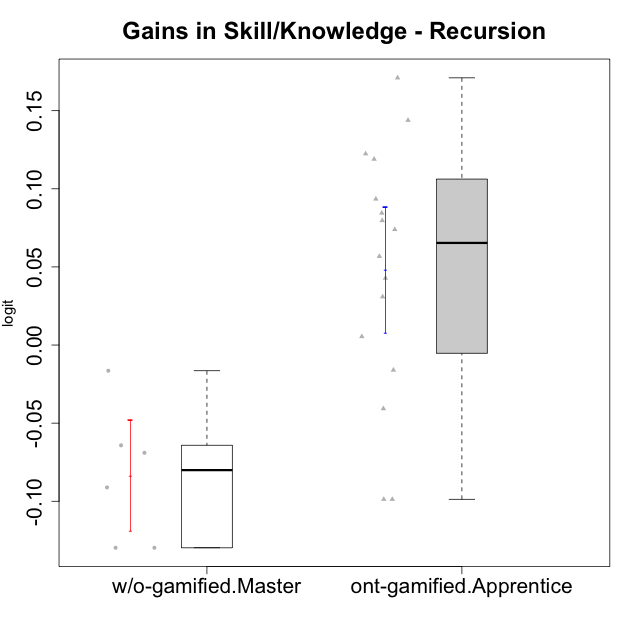 Gains in Skill/Knowledge - Recursion
logit
0.15
0.10
0.05
0.00
-0.05
-0.10
w/o-gamified.Master
ont-gamified.Apprentice